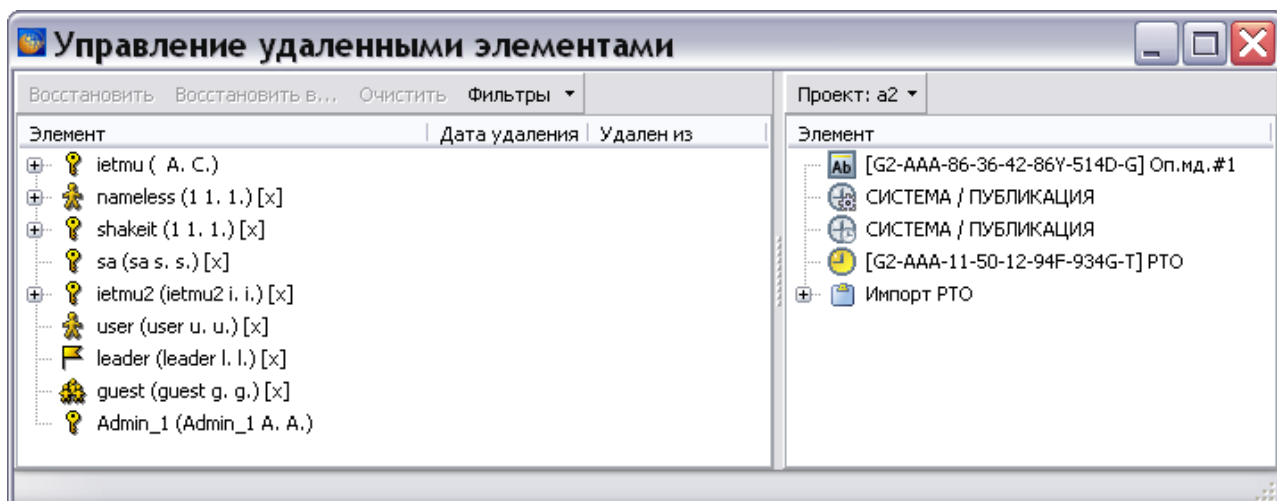 Управление удаленными элементами
Восстановить Восстановить в... Очистить Фильтры
Элемент Дата удаления Удален из
ietmu ( А. С.)
nameless (1 1. 1.) [x]
shakeit (1 1. 1.) [x]
sa (sa s. s.) [x]
ietmu2 (ietmu2 i. i.) [x]
user (user u. u.) [x]
leader (leader l. l.) [x]
guest (guest g. g.) [x]
Admin_1 (Admin_1 A. A.)
Проект: a2
Элемент
Ab [G2-AAA-86-36-42-86Y-514D-G] Оп.мд.#1
СИСТЕМА / ПУБЛИКАЦИЯ
СИСТЕМА / ПУБЛИКАЦИЯ
[G2-AAA-11-50-12-94F-934G-T] РТО
Импорт РТО